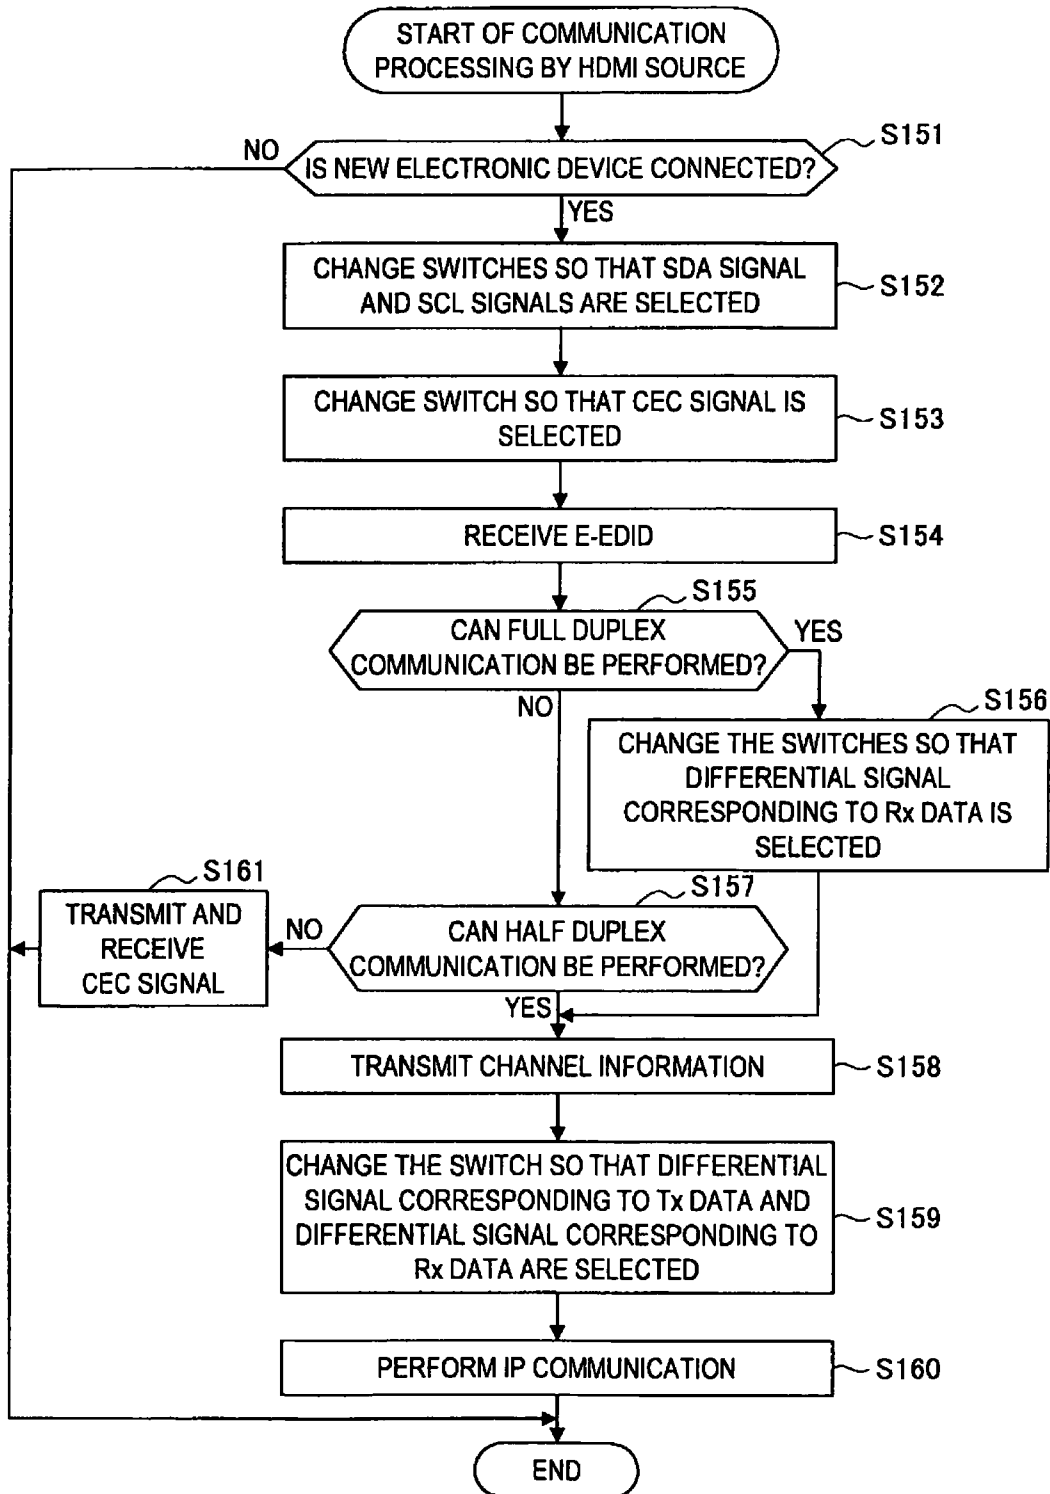 START OF COMMUNICATION
PROCESSING BY HDMI SOURCE
S151
NO
IS NEW ELECTRONIC DEVICE CONNECTED?
YES
CHANGE SWITCHES SO THAT SDA SIGNAL
AND SCL SIGNALS ARE SELECTED
S152
CHANGE SWITCH SO THAT CEC SIGNAL IS
SELECTED
S153
RECEIVE E-EDID
S154
S155
CAN FULL DUPLEX
COMMUNICATION BE PERFORMED?
YES
NO
S156
CHANGE THE SWITCHES SO THAT
DIFFERENTIAL SIGNAL
CORRESPONDING TO Rx DATA IS
SELECTED
S161
TRANSMIT AND
RECEIVE
CEC SIGNAL
NO
S157
CAN HALF DUPLEX
COMMUNICATION BE PERFORMED?
YES
TRANSMIT CHANNEL INFORMATION
S158
CHANGE THE SWITCH SO THAT DIFFERENTIAL
SIGNAL CORRESPONDING TO Tx DATA AND
DIFFERENTIAL SIGNAL CORRESPONDING TO
Rx DATA ARE SELECTED
S159
PERFORM IP COMMUNICATION
S160
END